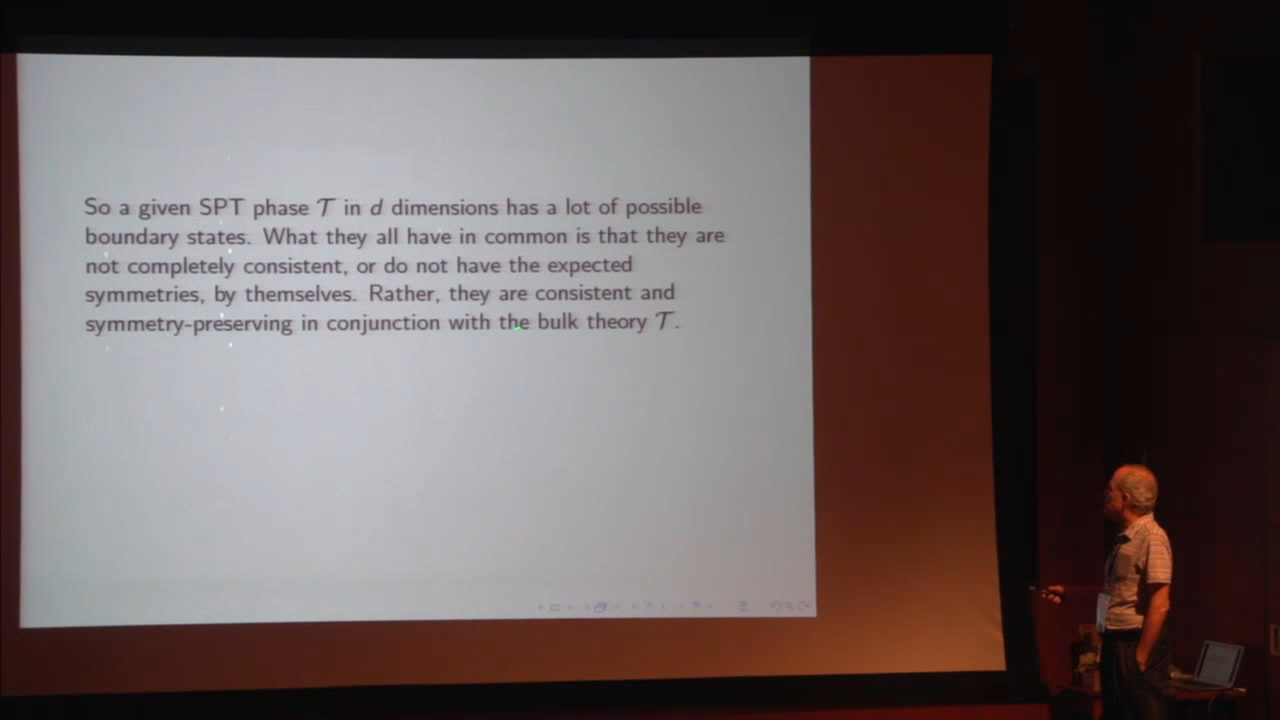 So a given SPT phase 𝒯 in d dimensions has a lot of possible
boundary states. What they all have in common is that they are
not completely consistent, or do not have the expected
symmetries, by themselves. Rather, they are consistent and
symmetry-preserving in conjunction with the bulk theory 𝒯.